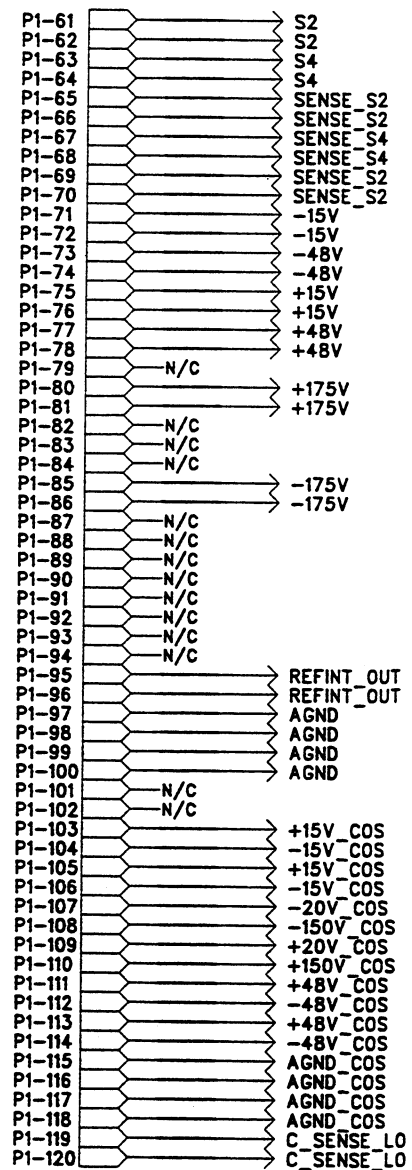 P1-61 S2
P1-62 S2
P1-63 S4
P1-64 S4
P1-65 SENSE_S2
P1-66 SENSE_S2
P1-67 SENSE_S4
P1-68 SENSE_S4
P1-69 SENSE_S2
P1-70 SENSE_S2
P1-71 -15V
P1-72 -15V
P1-73 -48V
P1-74 -48V
P1-75 +15V
P1-76 +15V
P1-77 +48V
P1-78 +48V
P1-79 N/C
P1-80 +175V
P1-81 +175V
P1-82 N/C
P1-83 N/C
P1-84 N/C
P1-85 -175V
P1-86 -175V
P1-87 N/C
P1-88 N/C
P1-89 N/C
P1-90 N/C
P1-91 N/C
P1-92 N/C
P1-93 N/C
P1-94 N/C
P1-95 REFINT_OUT
P1-96 REFINT_OUT
P1-97 AGND
P1-98 AGND
P1-99 AGND
P1-100 AGND
P1-101 N/C
P1-102 N/C
P1-103 +15V_COS
P1-104 -15V_COS
P1-105 +15V_COS
P1-106 -15V_COS
P1-107 -20V_COS
P1-108 -150V_COS
P1-109 +20V_COS
P1-110 +150V_COS
P1-111 +48V_COS
P1-112 -48V_COS
P1-113 +48V_COS
P1-114 -48V_COS
P1-115 AGND_COS
P1-116 AGND_COS
P1-117 AGND_COS
P1-118 AGND_COS
P1-119 C_SENSE_LO
P1-120 C_SENSE_LO